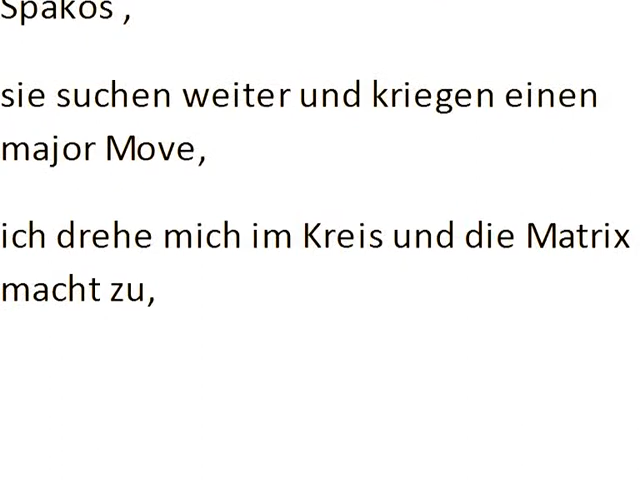 Spakos ,
sie suchen weiter und kriegen einen
major Move,
ich drehe mich im Kreis und die Matrix
macht zu,